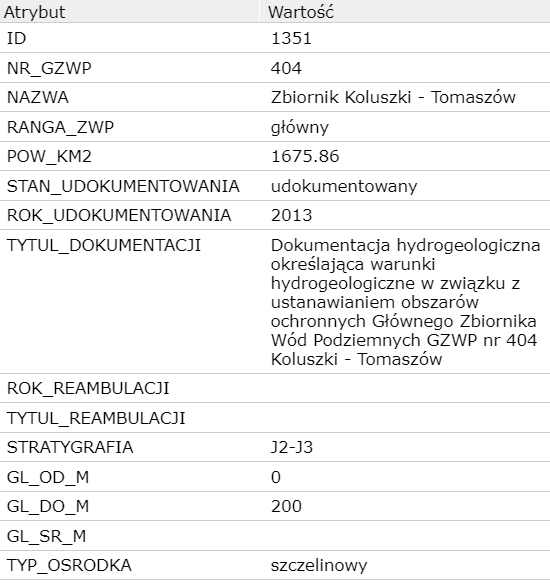 Atrybut Wartość
ID 1351
NR_GZWP 404
NAZWA Zbiornik Koluszki - Tomaszów
RANGA_ZWP główny
POW_KM2 1675.86
STAN_UDOKUMENTOWANIA udokumentowany
ROK_UDOKUMENTOWANIA 2013
TYTUL_DOKUMENTACJI Dokumentacja hydrogeologiczna
określająca warunki
hydrogeologiczne w związku z
ustanawianiem obszarów
ochronnych Głównego Zbiornika
Wód Podziemnych GZWP nr 404
Koluszki - Tomaszów
ROK_REAMBULACJI
TYTUL_REAMBULACJI
STRATYGRAFIA J2-J3
GL_OD_M 0
GL_DO_M 200
GL_SR_M
TYP_OSRODKA szczelinowy